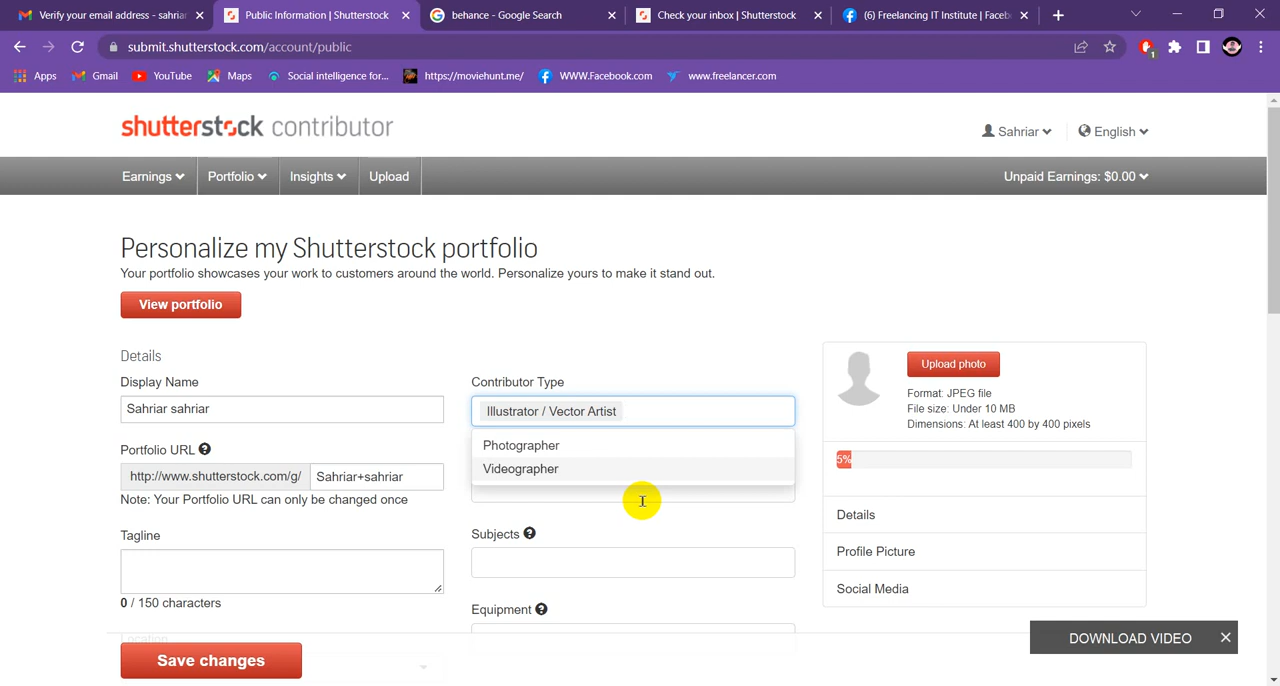 Verify your email address - sahriar
Public Information | Shutterstock
behance - Google Search
Check your inbox | Shutterstock
(6) Freelancing IT Institute | Faceb
submit.shutterstock.com/account/public
1
Apps
Gmail
YouTube
Maps
Social intelligence for...
https://moviehunt.me/
WWW.Facebook.com
www.freelancer.com
shutterstock contributor
Sahriar
English
Earnings
Portfolio
Insights
Upload
Unpaid Earnings: $0.00
Personalize my Shutterstock portfolio
Your portfolio showcases your work to customers around the world. Personalize yours to make it stand out.
View portfolio
Details
Display Name
Sahriar sahriar
Portfolio URL
http://www.shutterstock.com/g/
Sahriar+sahriar
Note: Your Portfolio URL can only be changed once
Tagline
0 / 150 characters
Location
Save changes
Contributor Type
Illustrator / Vector Artist
Photographer
Videographer
Subjects
Equipment
Upload photo
Format: JPEG file
File size: Under 10 MB
Dimensions: At least 400 by 400 pixels
5%
Details
Profile Picture
Social Media
DOWNLOAD VIDEO